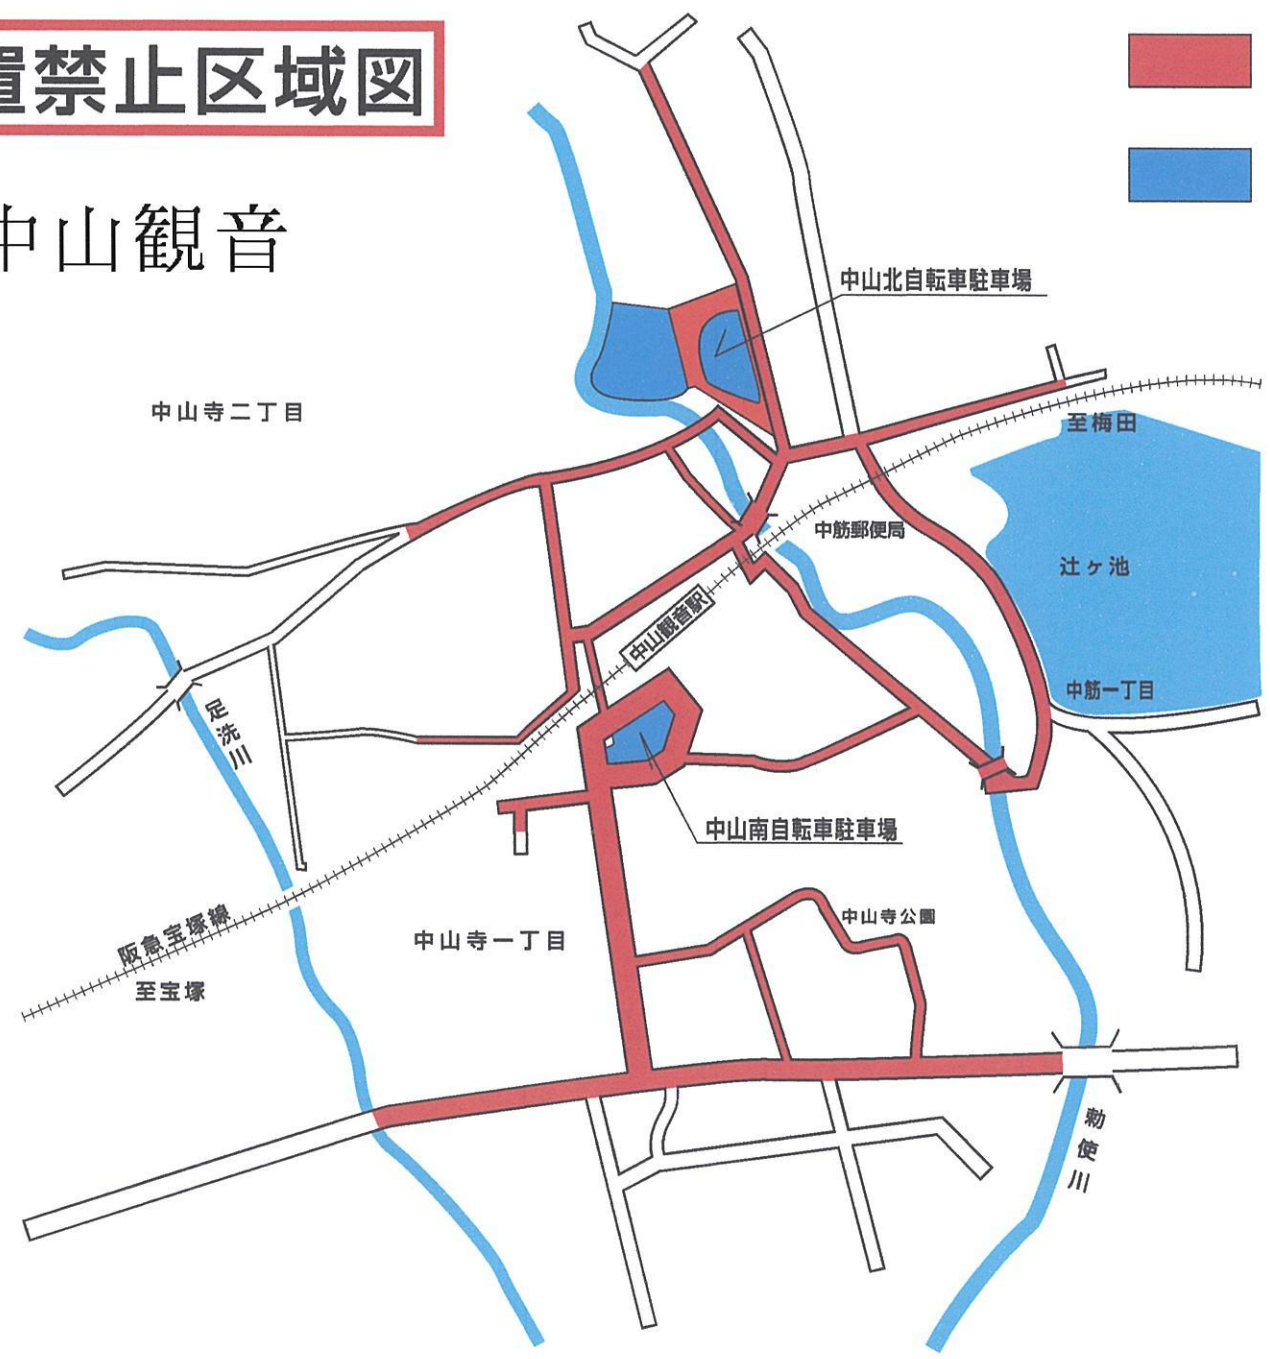 置禁止区域図
中山観音
中山北自転車駐車場
中山寺二丁目
至梅田
中筋郵便局
辻ヶ池
中山観音駅
中筋一丁目
足洗川
中山南自転車駐車場
中山寺公園
阪急宝塚線
中山寺一丁目
至宝塚
勅使川